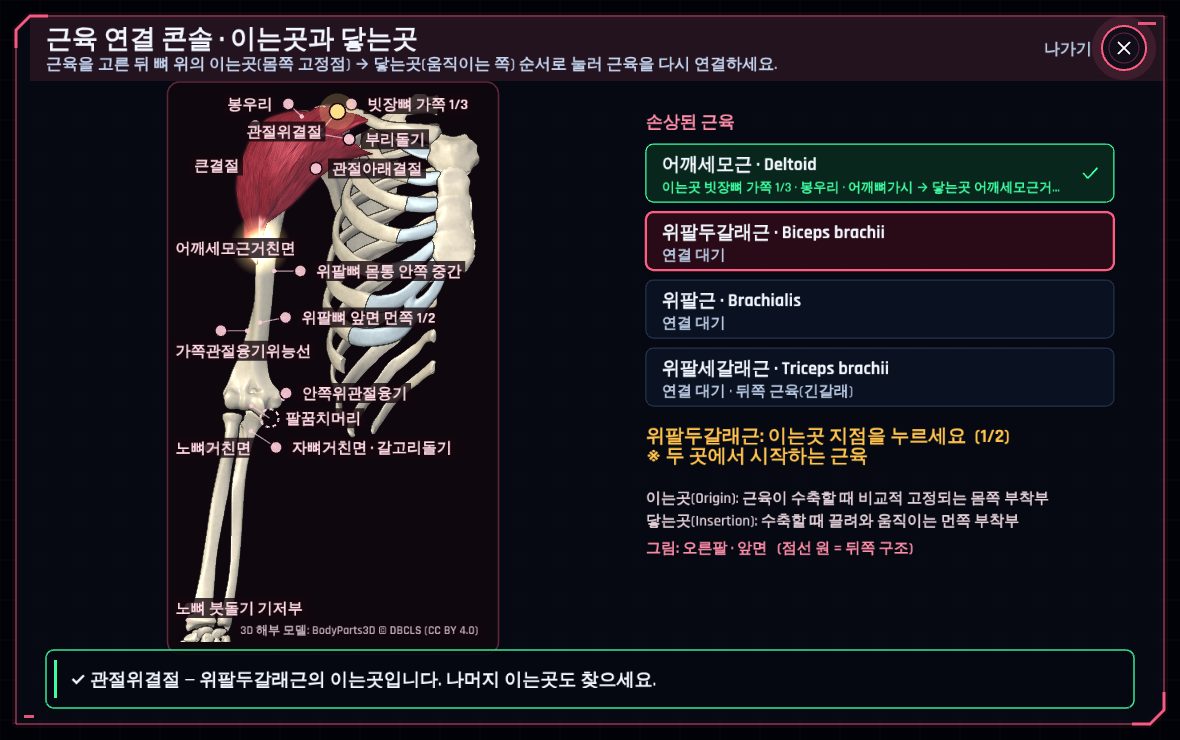 근육 연결 콘솔 · 이는곳과 닿는곳
근육을 고른 뒤 뼈 위의 이는곳(몸쪽 고정점) → 닿는곳(움직이는 쪽) 순서로 눌러 근육을 다시 연결하세요.
나가기
봉우리
빗장뼈 가쪽 1/3
관절위결절
부리돌기
큰결절
관절아래결절
어깨세모근거친면
위팔뼈 몸통 안쪽 중간
위팔뼈 앞면 먼쪽 1/2
가쪽관절융기위능선
안쪽위관절융기
팔꿈치머리
노뼈거친면
자뼈거친면 · 갈고리돌기
노뼈 붓돌기 기저부
3D 해부 모델: BodyParts3D © DBCLS (CC BY 4.0)
손상된 근육
어깨세모근 · Deltoid
이는곳 빗장뼈 가쪽 1/3 · 봉우리 · 어깨뼈가시 → 닿는곳 어깨세모근거...
위팔두갈래근 · Biceps brachii
연결 대기
위팔근 · Brachialis
연결 대기
위팔세갈래근 · Triceps brachii
연결 대기 · 뒤쪽 근육(긴갈래)
위팔두갈래근: 이는곳 지점을 누르세요 (1/2)
※ 두 곳에서 시작하는 근육
이는곳(Origin): 근육이 수축할 때 비교적 고정되는 몸쪽 부착부
닿는곳(Insertion): 수축할 때 끌려와 움직이는 먼쪽 부착부
그림: 오른팔 · 앞면 (점선 원 = 뒤쪽 구조)
✓ 관절위결절 — 위팔두갈래근의 이는곳입니다. 나머지 이는곳도 찾으세요.